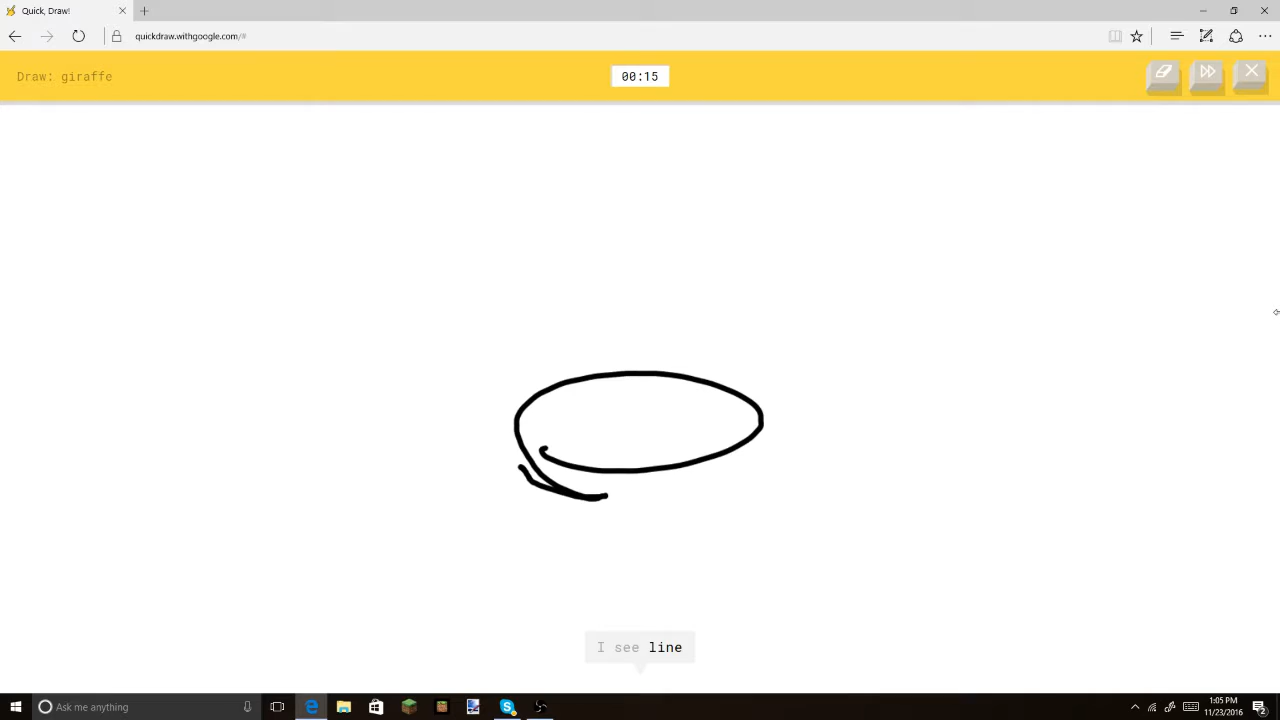 Quick, Draw!
quickdraw.withgoogle.com/#
Draw: giraffe
00:15
I see line
Ask me anything
1:05 PM
11/23/2016
2